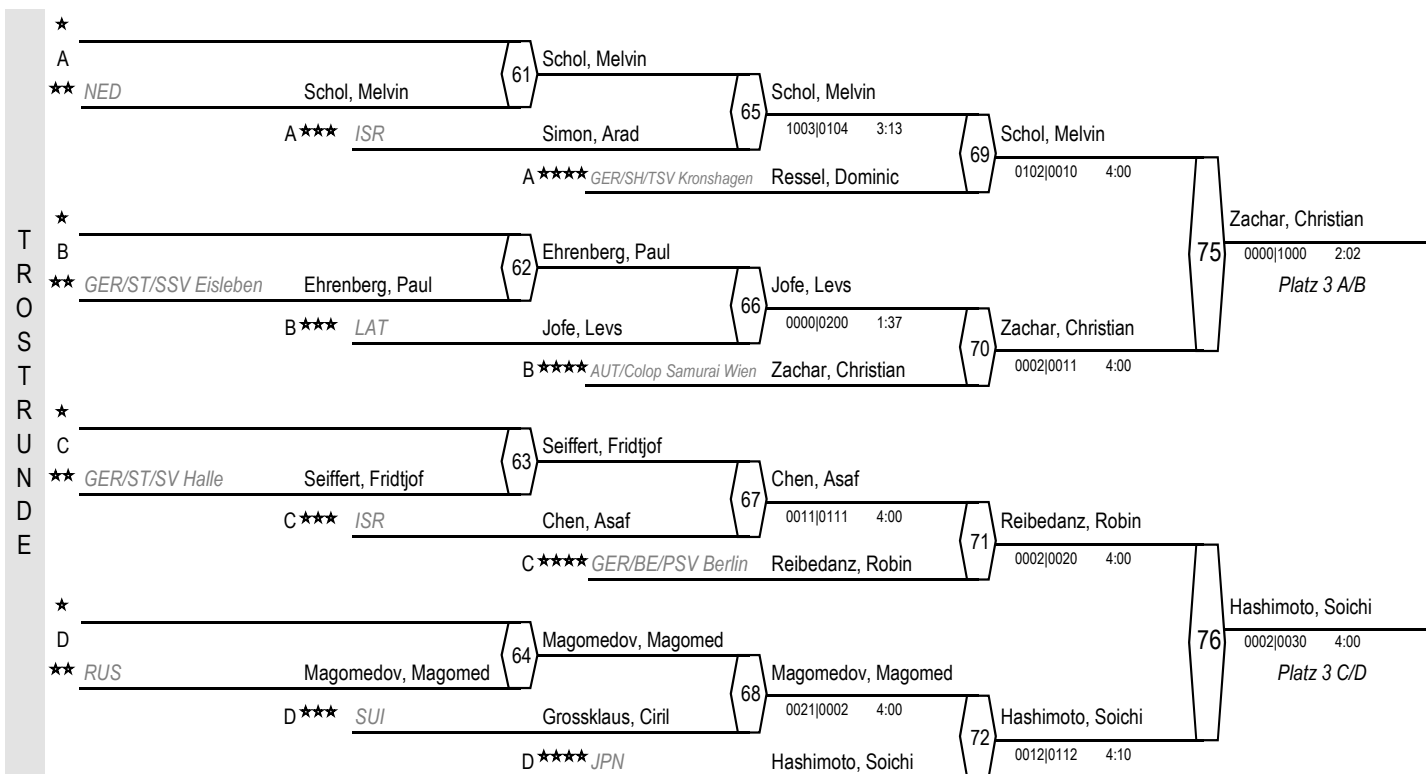 ★
A
61
Schol, Melvin
★★ NED Schol, Melvin
65
Schol, Melvin
1003|0104 3:13
A★★★ ISR Simon, Arad
69
Schol, Melvin
0102|0010 4:00
A★★★★ GER/SH/TSV Kronshagen Ressel, Dominic
TROSTRUNDE
★
B
62
Ehrenberg, Paul
★★ GER/ST/SSV Eisleben Ehrenberg, Paul
66
Jofe, Levs
0000|0200 1:37
B★★★ LAT Jofe, Levs
70
Zachar, Christian
0002|0011 4:00
B★★★★ AUT/Colop Samurai Wien Zachar, Christian
75
Zachar, Christian
0000|1000 2:02
Platz 3 A/B
★
C
63
Seiffert, Fridtjof
★★ GER/ST/SV Halle Seiffert, Fridtjof
67
Chen, Asaf
0011|0111 4:00
C★★★ ISR Chen, Asaf
71
Reibedanz, Robin
0002|0020 4:00
C★★★★ GER/BE/PSV Berlin Reibedanz, Robin
★
D
64
Magomedov, Magomed
★★ RUS Magomedov, Magomed
68
Magomedov, Magomed
0021|0002 4:00
D★★★ SUI Grossklaus, Ciril
72
Hashimoto, Soichi
0012|0112 4:10
D★★★★ JPN Hashimoto, Soichi
76
Hashimoto, Soichi
0002|0030 4:00
Platz 3 C/D